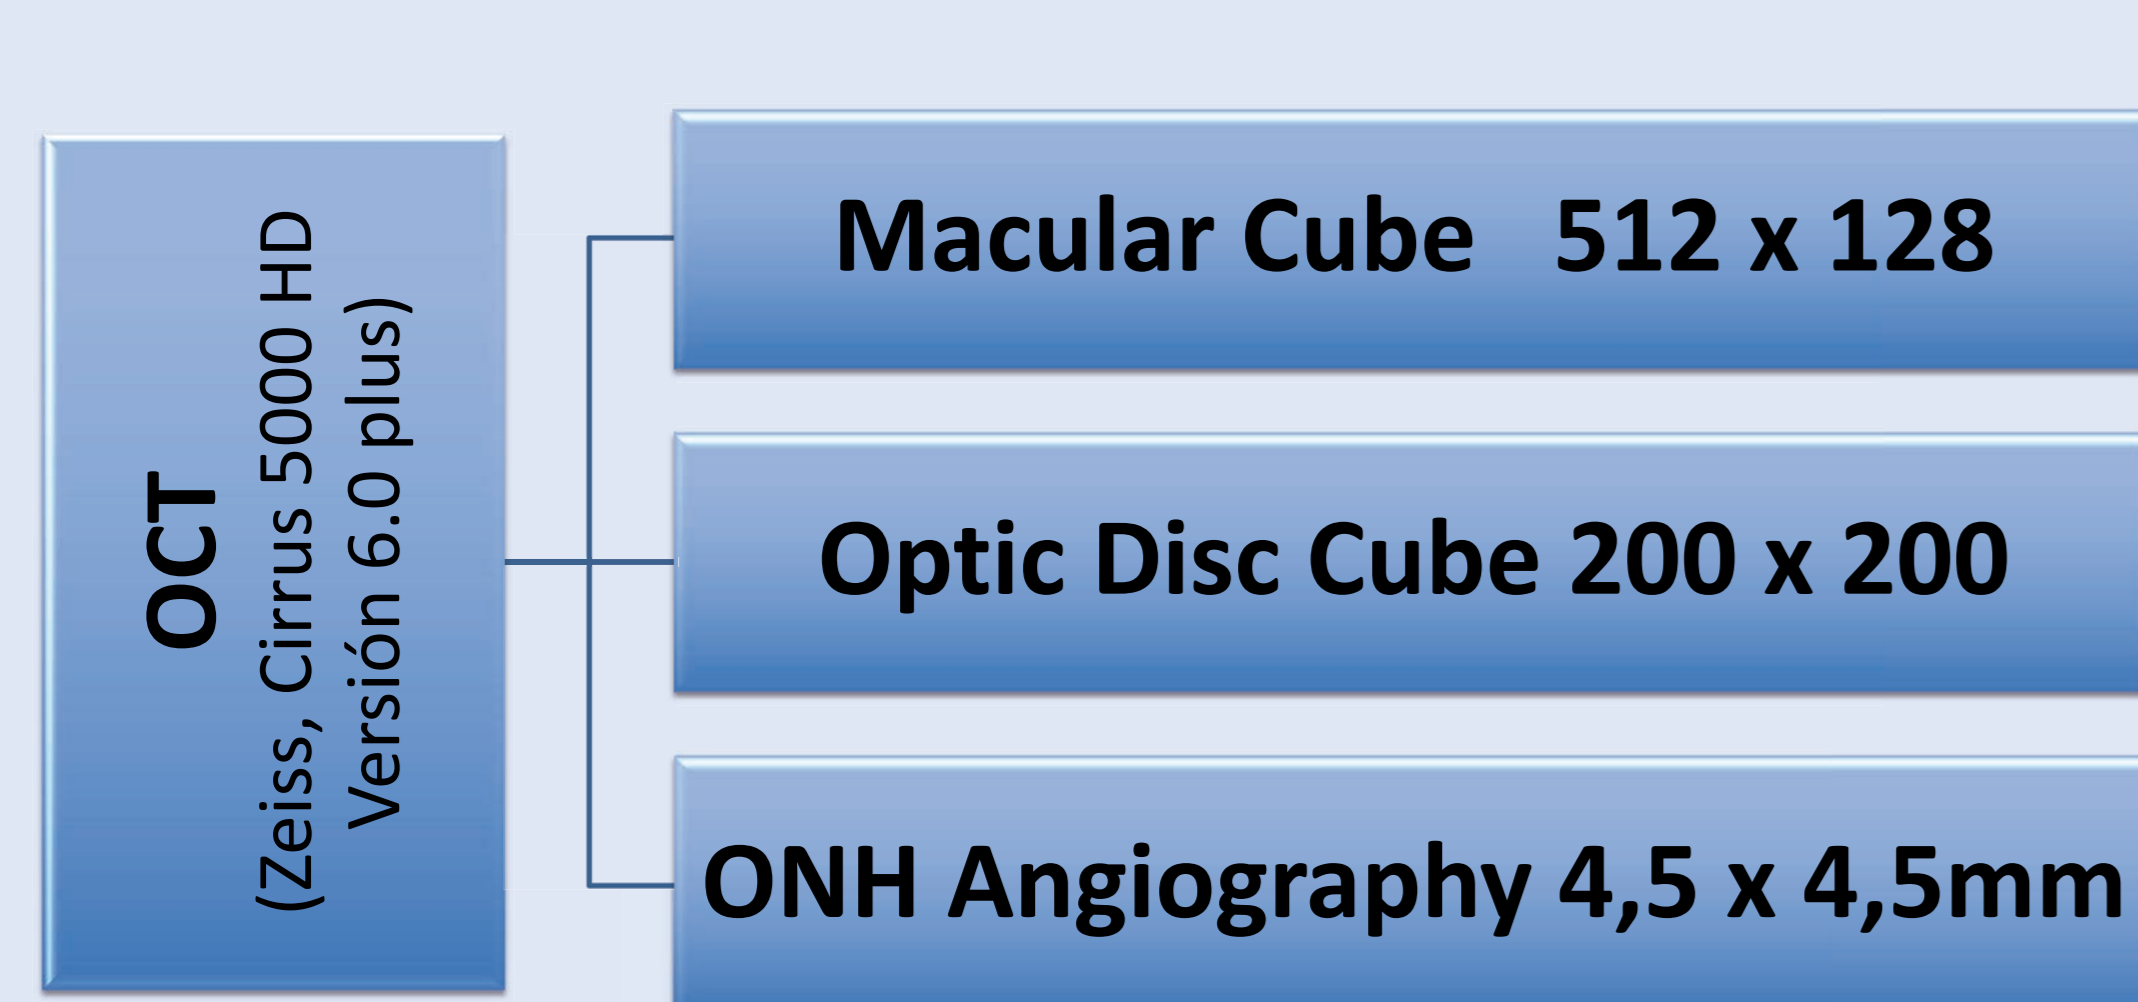 OCT
(Zeiss, Cirrus 5000 HD
Versión 6.0 plus)
Macular Cube   512 x 128
Optic Disc Cube 200 x 200
ONH Angiography 4,5 x 4,5mm